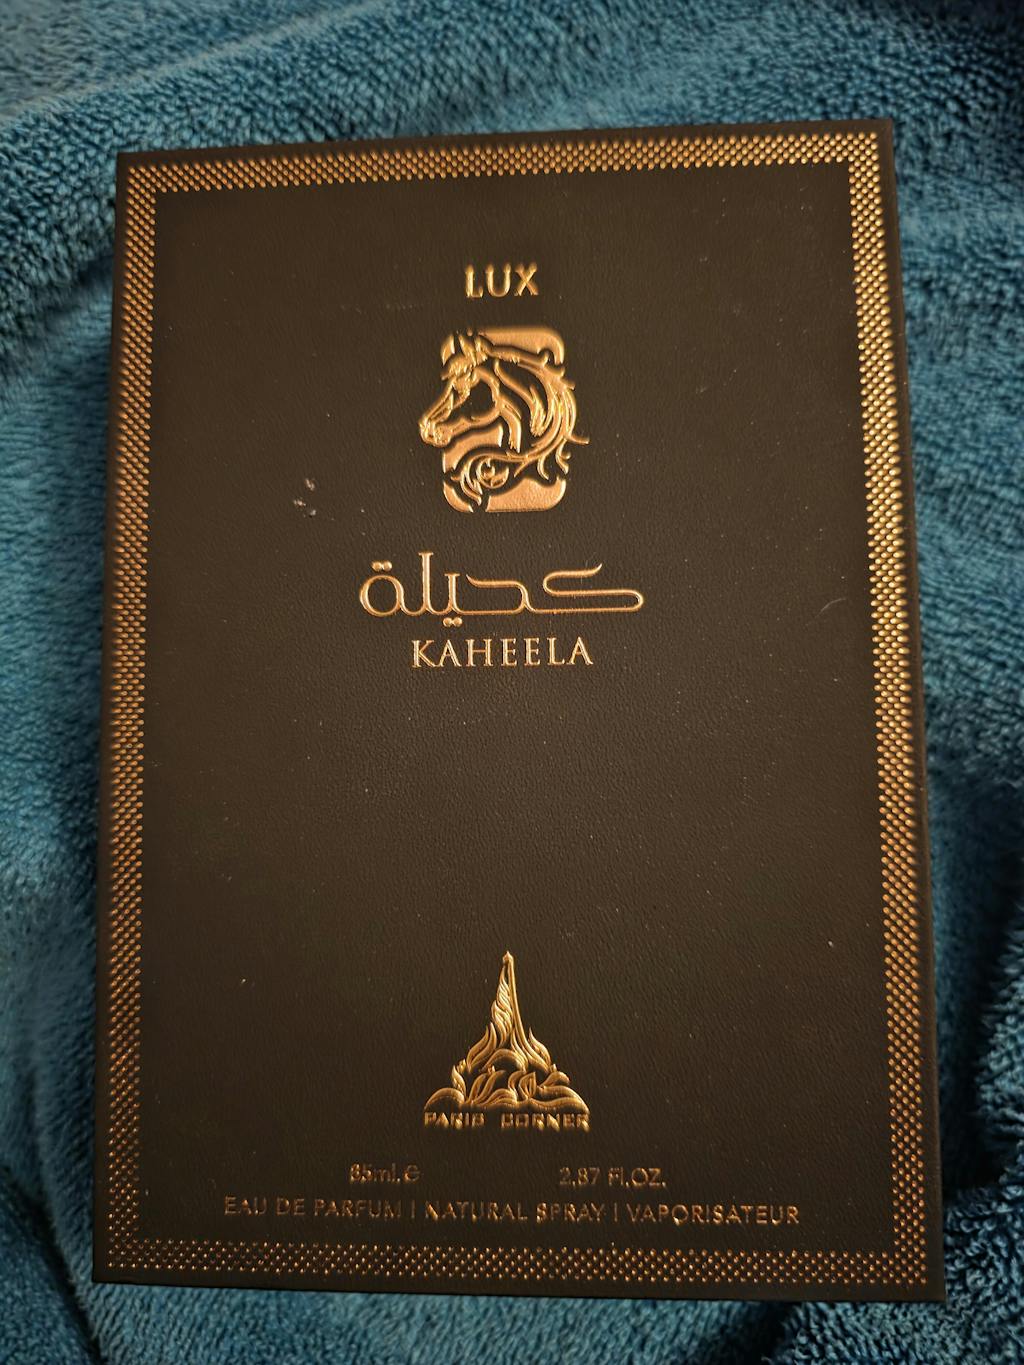 LUX
كحيلة
KAHEELA
PARIS CORNER
85ml.e 2.87 Fl.OZ.
EAU DE PARFUM | NATURAL SPRAY | VAPORISATEUR